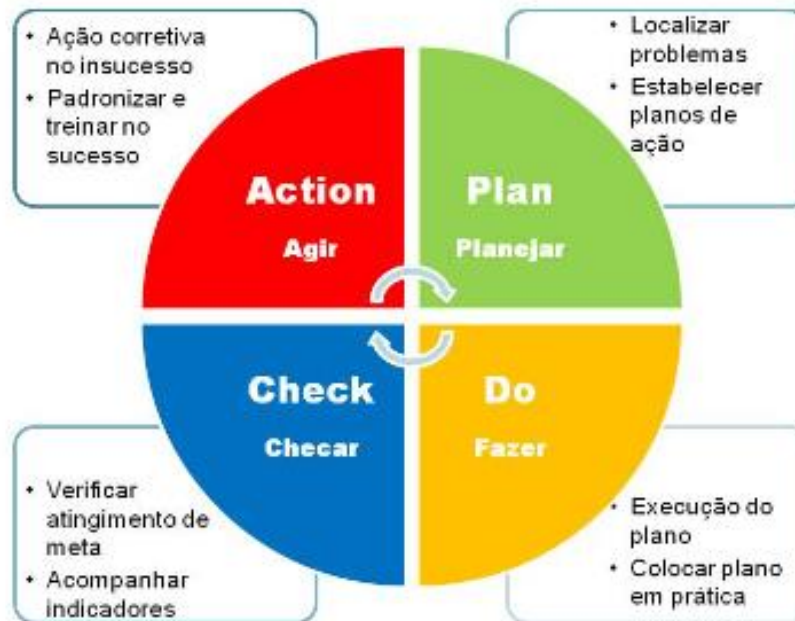 • Ação corretiva
no insucesso
• Padronizar e
treinar no
sucesso
• Localizar
problemas
• Estabelecer
planos de
ação
Action
Agir
Plan
Planejar
Check
Checar
Do
Fazer
• Verificar
atingimento de
meta
• Acompanhar
indicadores
• Execução do
plano
• Colocar plano
em prática